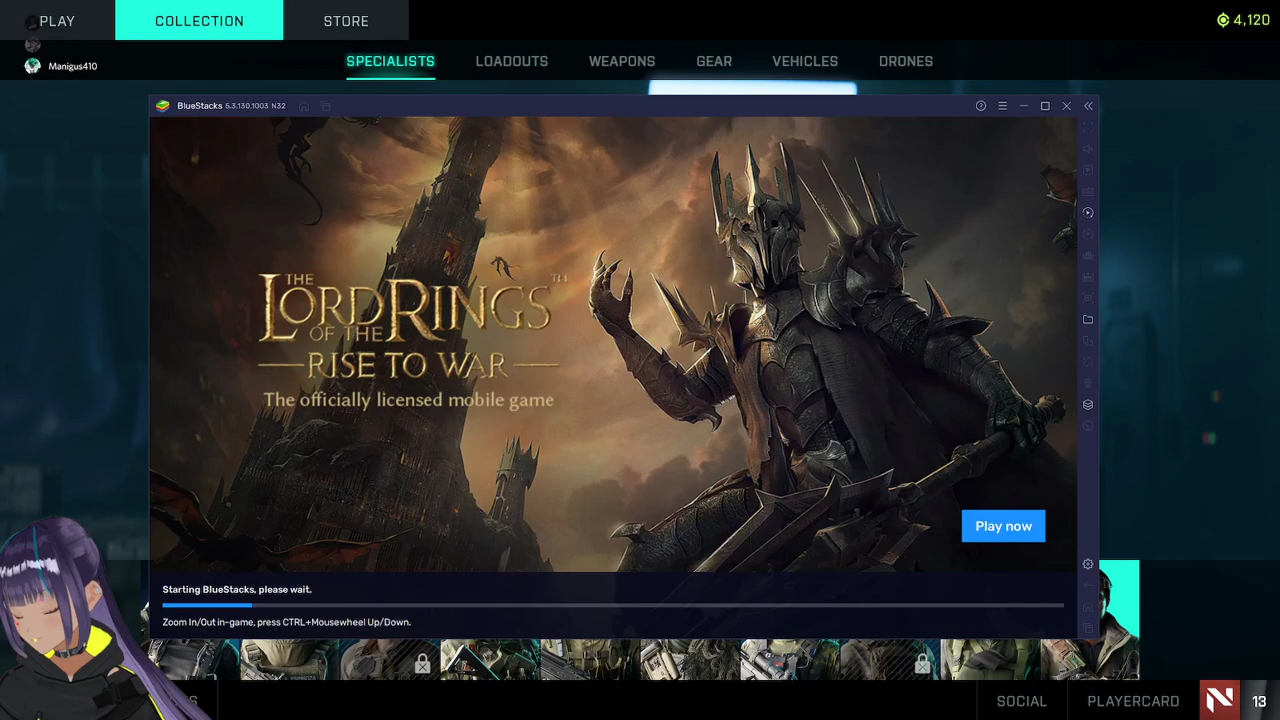 PLAY
COLLECTION
STORE
4,120
Manigus410
SPECIALISTS
LOADOUTS
WEAPONS
GEAR
VEHICLES
DRONES
BlueStacks 5.3.130.1003 N32
THE
LORD OF THE RINGS TM
RISE TO WAR
The officially licensed mobile game
Play now
Starting BlueStacks, please wait.
Zoom In/Out in-game, press CTRL+Mousewheel Up/Down.
S
SOCIAL
PLAYERCARD
13